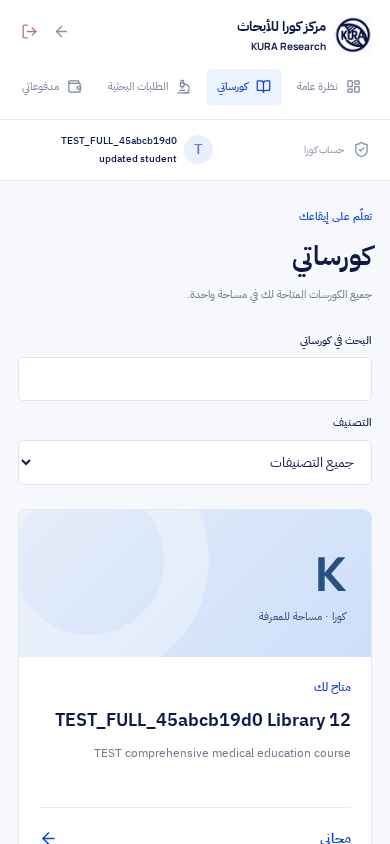 مركز كورا للأبحاث
KURA Research
KURA
نظرة عامة
كورساتي
الطلبات البحثية
مدفوعاتي
حساب كورا
T
TEST_FULL_45abcb19d0
updated student
تعلّم على إيقاعك
كورساتي
جميع الكورسات المتاحة لك في مساحة واحدة.
البحث في كورساتي
التصنيف
جميع التصنيفات
K
كورا · مساحة للمعرفة
متاح لك
TEST_FULL_45abcb19d0 Library 12
TEST comprehensive medical education course
مجاني